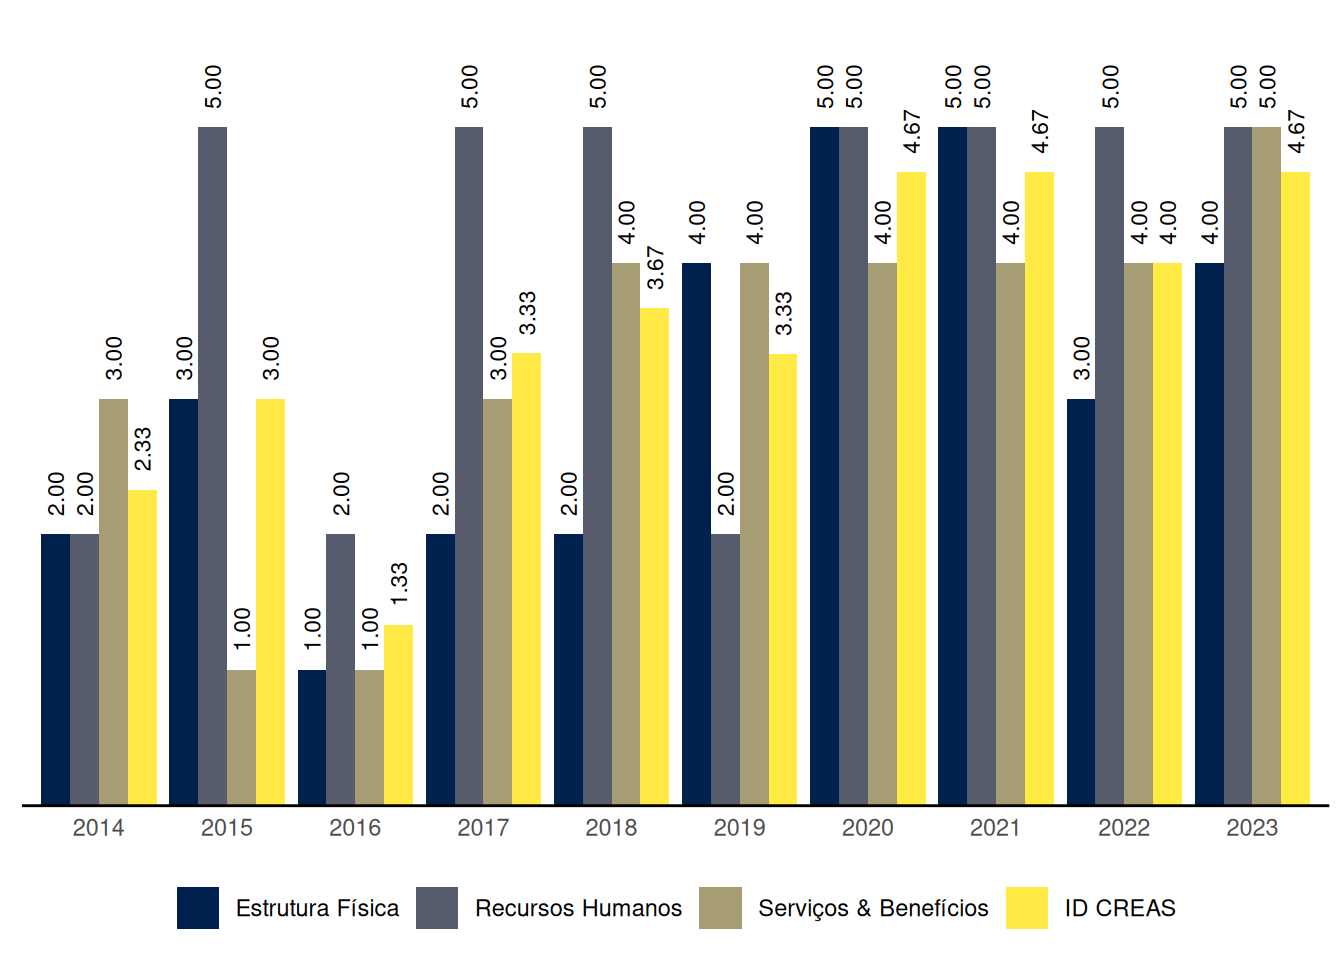 2.00 2.00 3.00 2.33 3.00 5.00 1.00 3.00 1.00 2.00 1.00 1.33 2.00 5.00 3.00 3.33 2.00 5.00 4.00 3.67 4.00 2.00 4.00 3.33 5.00 5.00 4.00 4.67 5.00 5.00 4.00 4.67 3.00 5.00 4.00 4.00 4.00 5.00 5.00 4.67
2014 2015 2016 2017 2018 2019 2020 2021 2022 2023
Estrutura Física Recursos Humanos Serviços & Benefícios ID CREAS